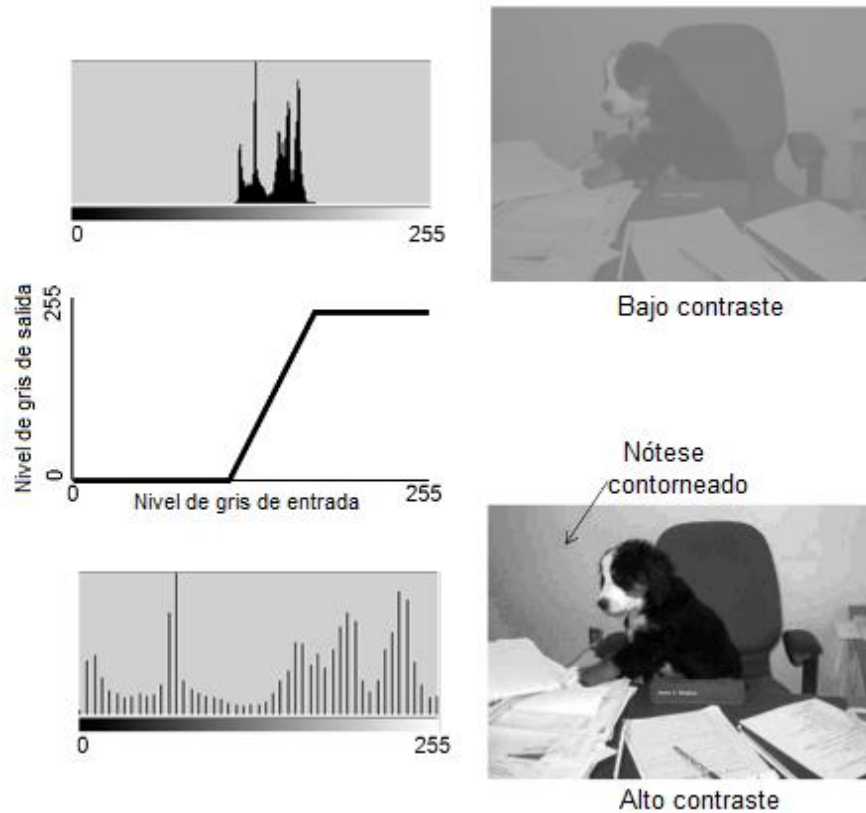 0
255
Bajo contraste
255
Nivel de gris de salida
0
0
255
Nivel de gris de entrada
Nótese
contorneado
0
255
Alto contraste